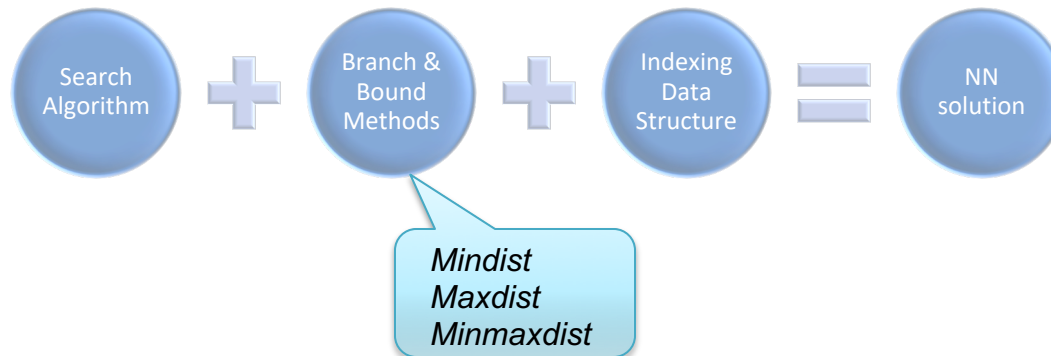 Search
Algorithm
Branch &
Bound
Methods
Indexing
Data
Structure
NN
solution
Mindist
Maxdist
Minmaxdist